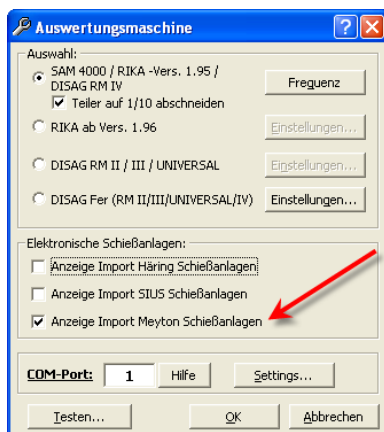 Auswertungsmaschine
Auswahl:
SAM 4000 / RIKA -Vers. 1.95 /
DISAG RM IV
Frequenz
Teiler auf 1/10 abschneiden
RIKA ab Vers. 1.96
Einstellungen...
DISAG RM II / III / UNIVERSAL
Einstellungen...
DISAG Fer (RM II/III/UNIVERSAL/IV)
Einstellungen...
Elektronische Schießanlagen:
Anzeige Import Häring Schießanlagen
Anzeige Import SIUS Schießanlagen
Anzeige Import Meyton Schießanlagen
COM-Port:
1
Hilfe
Settings...
Testen...
OK
Abbrechen